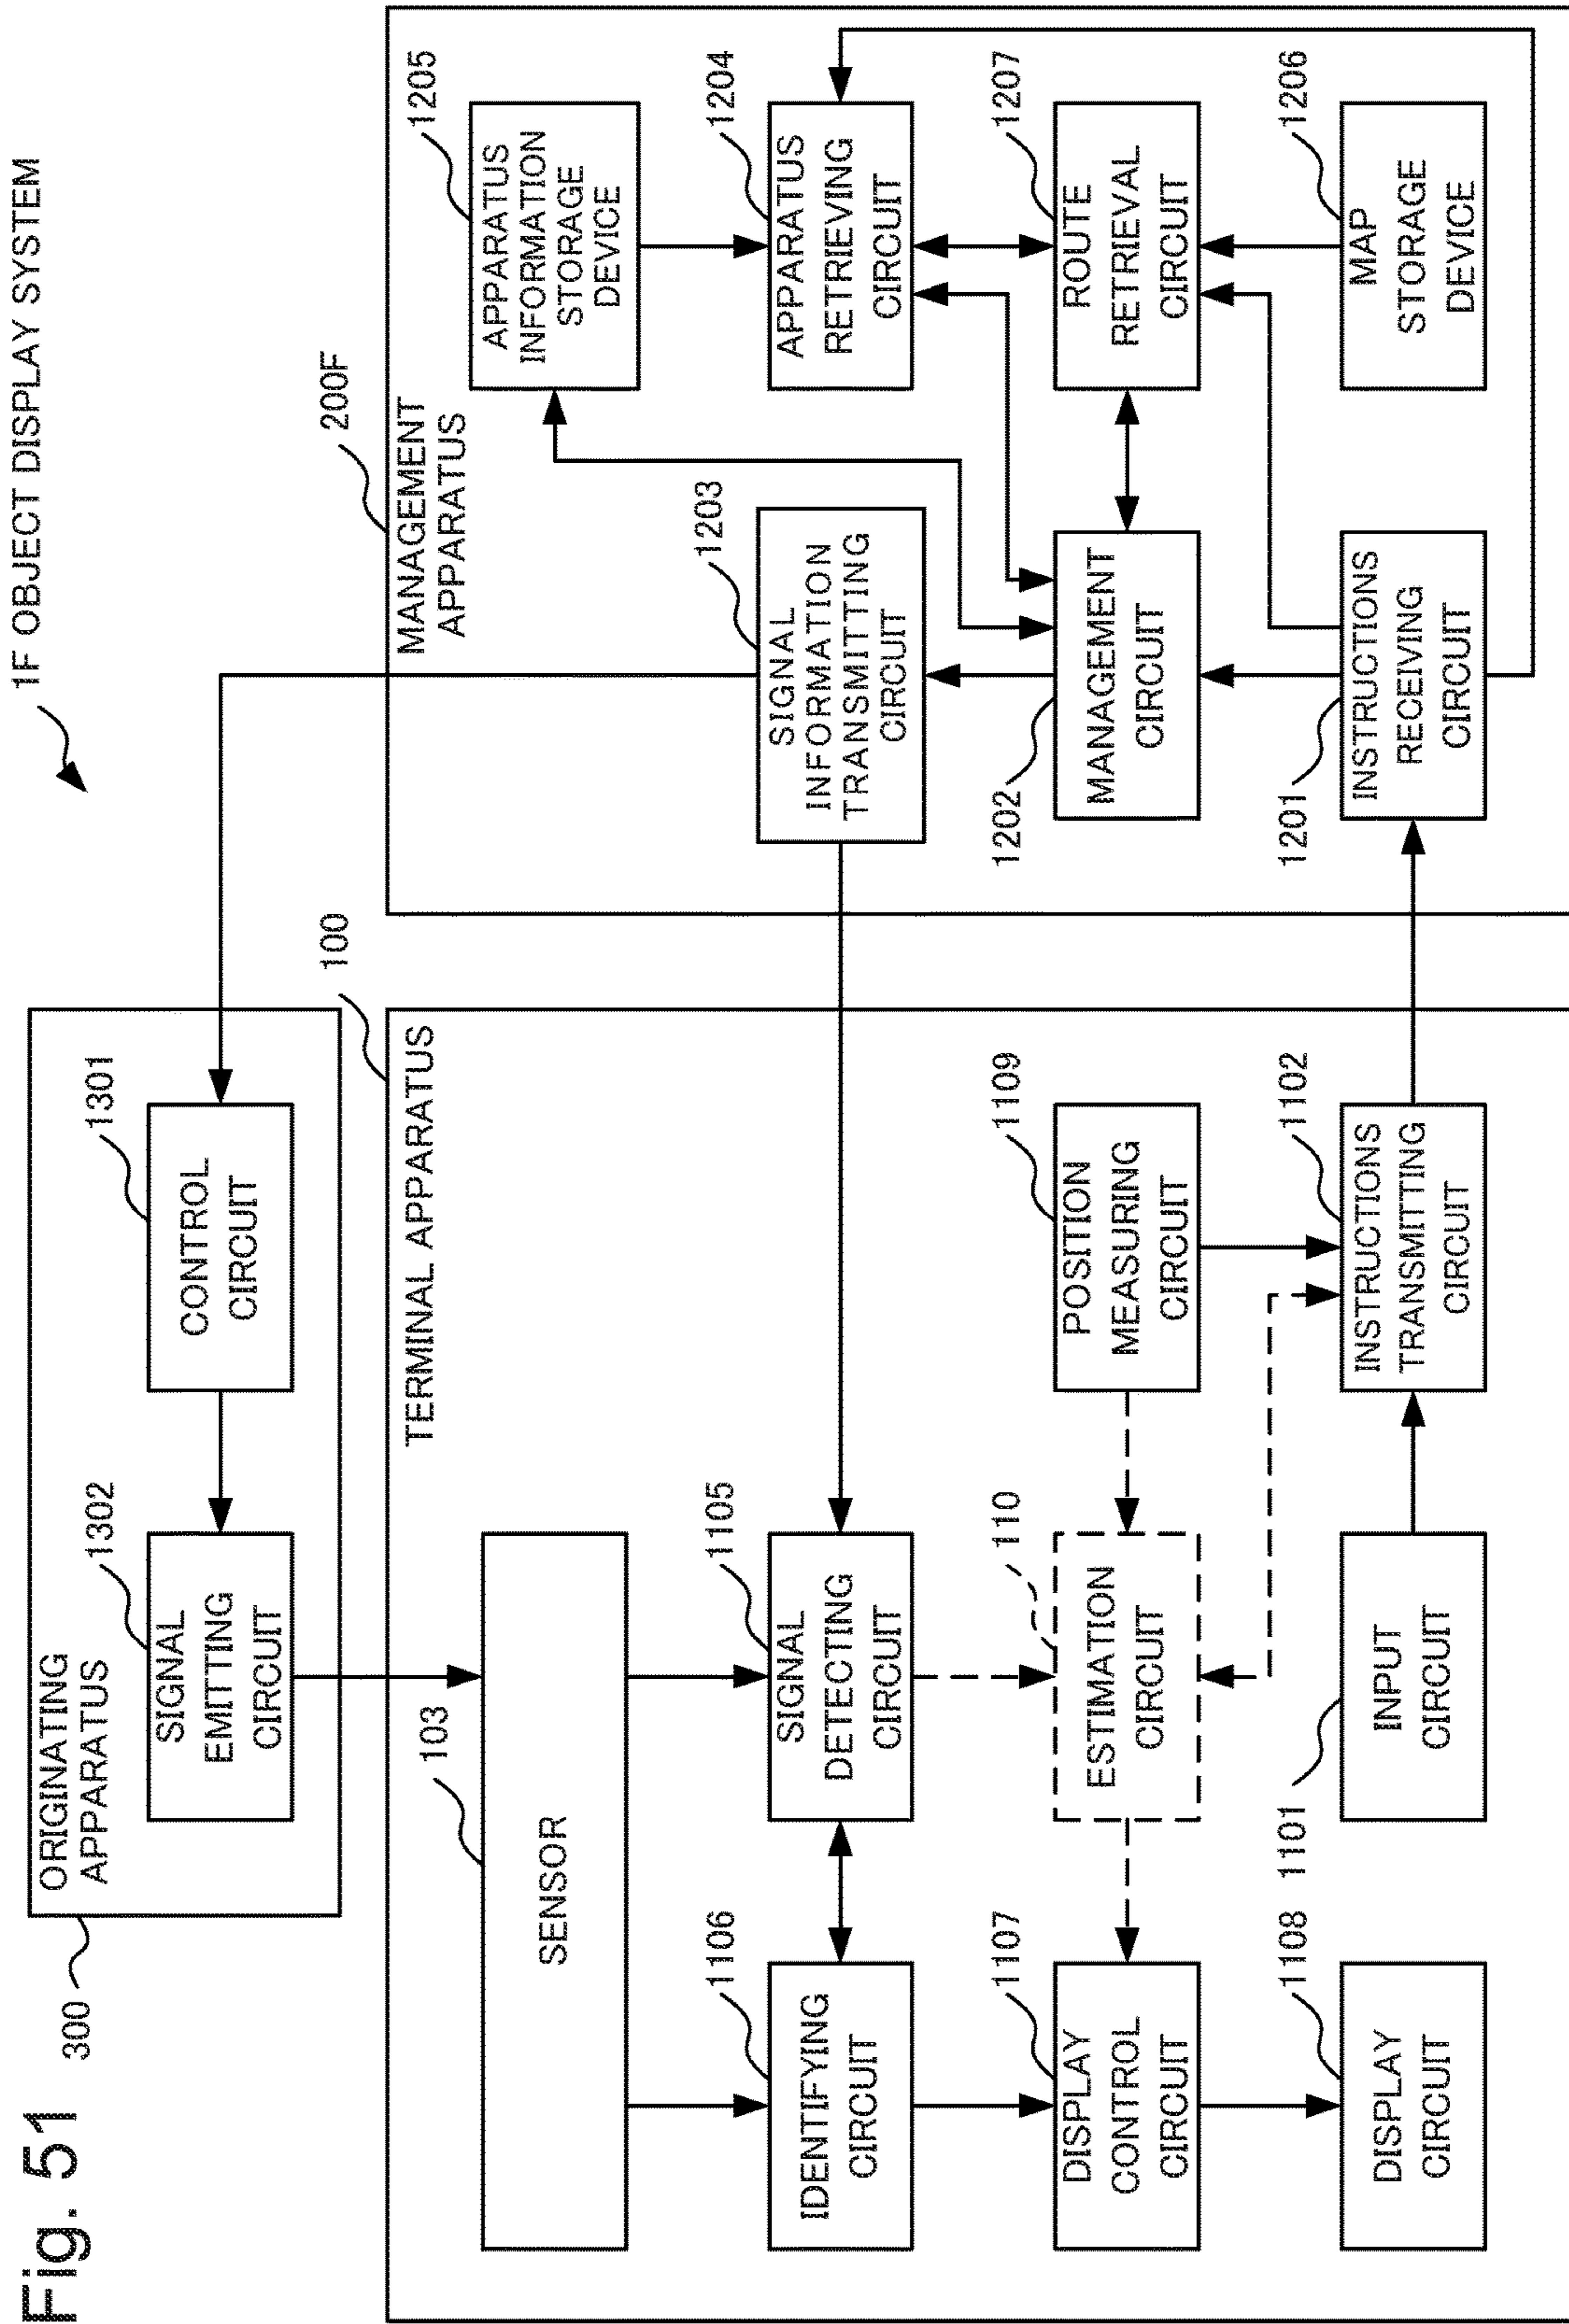 Fig. 51
1F OBJECT DISPLAY SYSTEM
300
ORIGINATING
APPARATUS
1302
SIGNAL
EMITTING
CIRCUIT
1301
CONTROL
CIRCUIT
100
TERMINAL APPARATUS
103
SENSOR
1106
IDENTIFYING
CIRCUIT
1105
SIGNAL
DETECTING
CIRCUIT
1107
DISPLAY
CONTROL
CIRCUIT
110
ESTIMATION
CIRCUIT
1109
POSITION
MEASURING
CIRCUIT
1108
DISPLAY
CIRCUIT
1101
INPUT
CIRCUIT
1102
INSTRUCTIONS
TRANSMITTING
CIRCUIT
200F
MANAGEMENT
APPARATUS
1203
SIGNAL
INFORMATION
TRANSMITTING
CIRCUIT
1205
APPARATUS
INFORMATION
STORAGE
DEVICE
1204
APPARATUS
RETRIEVING
CIRCUIT
1202
MANAGEMENT
CIRCUIT
1207
ROUTE
RETRIEVAL
CIRCUIT
1201
INSTRUCTIONS
RECEIVING
CIRCUIT
1206
MAP
STORAGE
DEVICE